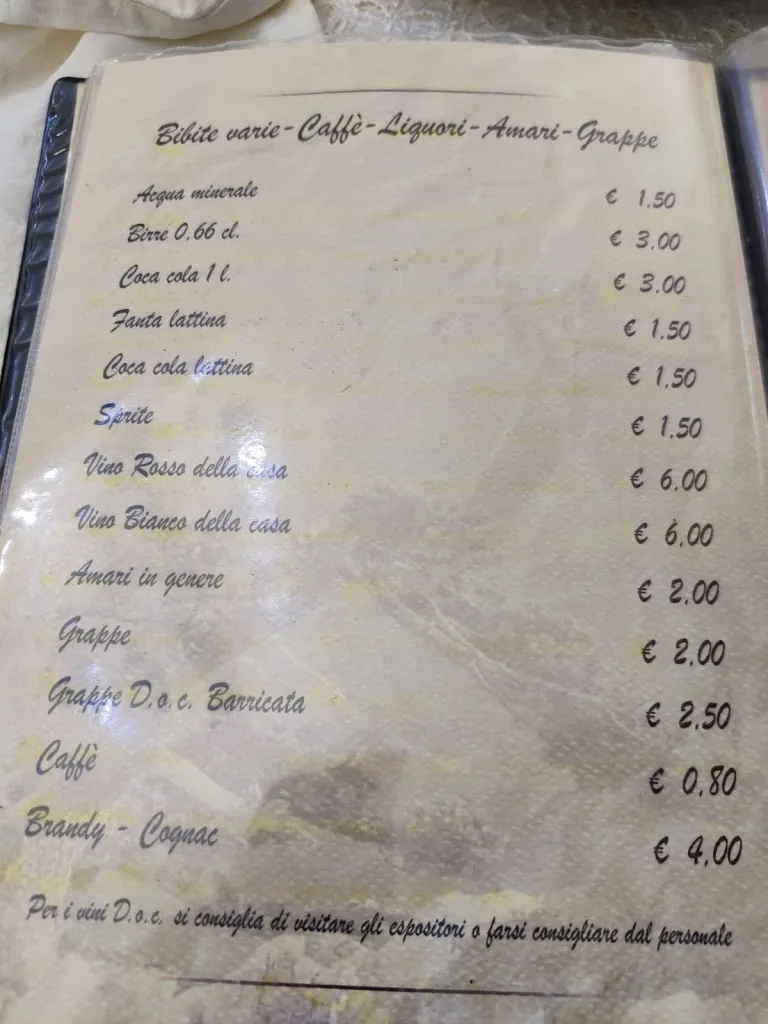 Bibite varie - Caffè - Liquori - Amari - Grappe
Acqua minerale € 1.50
Birre 0,66 cl. € 3.00
Coca cola 1 l. € 3.00
Fanta lattina € 1.50
Coca cola lattina € 1,50
Sprite € 1,50
Vino Rosso della casa € 6.00
Vino Bianco della casa € 6,00
Amari in genere € 2,00
Grappe € 2,00
Grappe D.o.c. Barricata € 2,50
Caffè € 0,80
Brandy - Cognac € 4,00
Per i vini D.o.c. si consiglia di visitare gli espositori o farsi consigliare dal personale